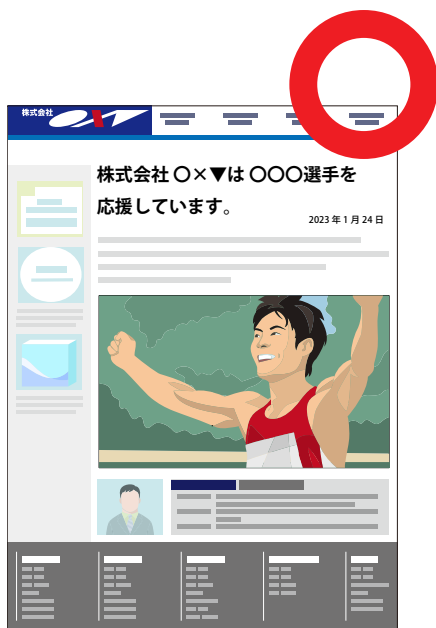 株式会社
株式会社 〇×▼は 〇〇〇選手を
応援しています。
2023 年 1 月 24 日